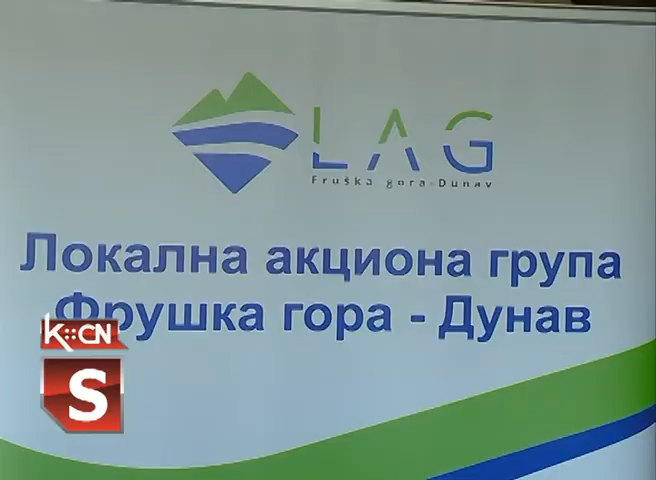 LAG
Fruška gora-Dunav
Локална акциона група
Фрушка гора - Дунав
K::CN
S